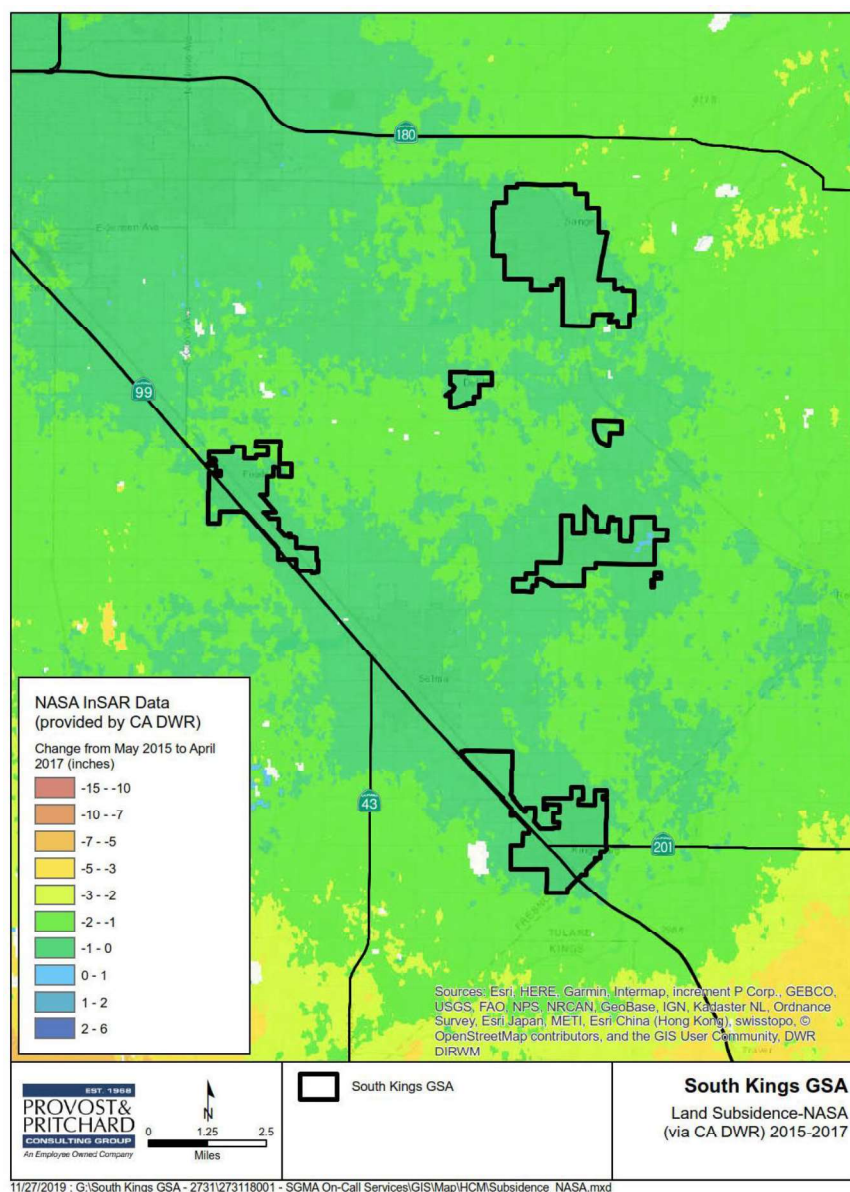 180
Sanger
99
Fowler
Selma
43
201
FRESNO
TULARE
KINGS
NASA InSAR Data
(provided by CA DWR)
Change from May 2015 to April
2017 (inches)
-15 - -10
-10 - -7
-7 - -5
-5 - -3
-3 - -2
-2 - -1
-1 - 0
0 - 1
1 - 2
2 - 6
Sources: Esri, HERE, Garmin, Intermap, increment P Corp., GEBCO,
USGS, FAO, NPS, NRCAN, GeoBase, IGN, Kadaster NL, Ordnance
Survey, Esri Japan, METI, Esri China (Hong Kong), swisstopo, ©
OpenStreetMap contributors, and the GIS User Community, DWR
DIRWM
EST. 1968
PROVOST&
PRITCHARD
CONSULTING GROUP
An Employee Owned Company
N
0 1.25 2.5
Miles
South Kings GSA
South Kings GSA
Land Subsidence-NASA
(via CA DWR) 2015-2017
11/27/2019 : G:\South Kings GSA - 2731\273118001 - SGMA On-Call Services\GIS\Map\HCM\Subsidence_NASA.mxd